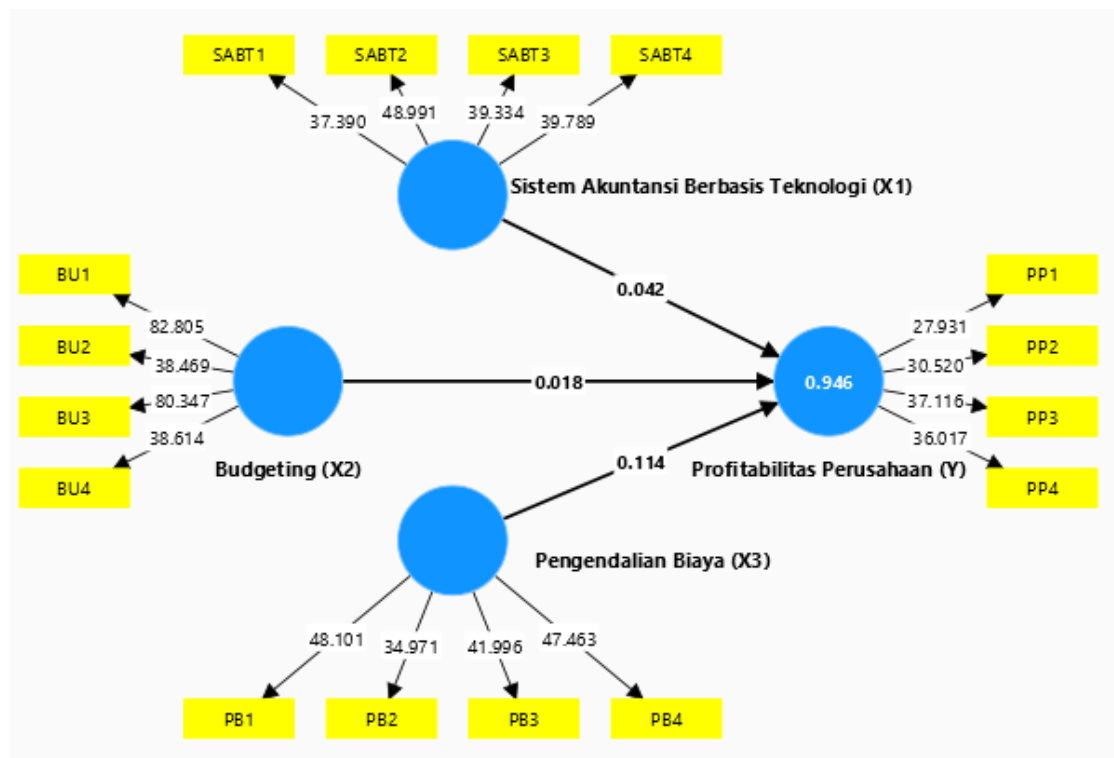 SABT1 SABT2 SABT3 SABT4
37.390 48.991 39.334 39.789
Sistem Akuntansi Berbasis Teknologi (X1)
BU1
BU2
BU3
BU4
82.805
38.469
80.347
38.614
Budgeting (X2)
0.042
0.018
0.114
0.946
Profitabilitas Perusahaan (Y)
27.931
30.520
37.116
36.017
PP1
PP2
PP3
PP4
Pengendalian Biaya (X3)
48.101 34.971 41.996 47.463
PB1 PB2 PB3 PB4